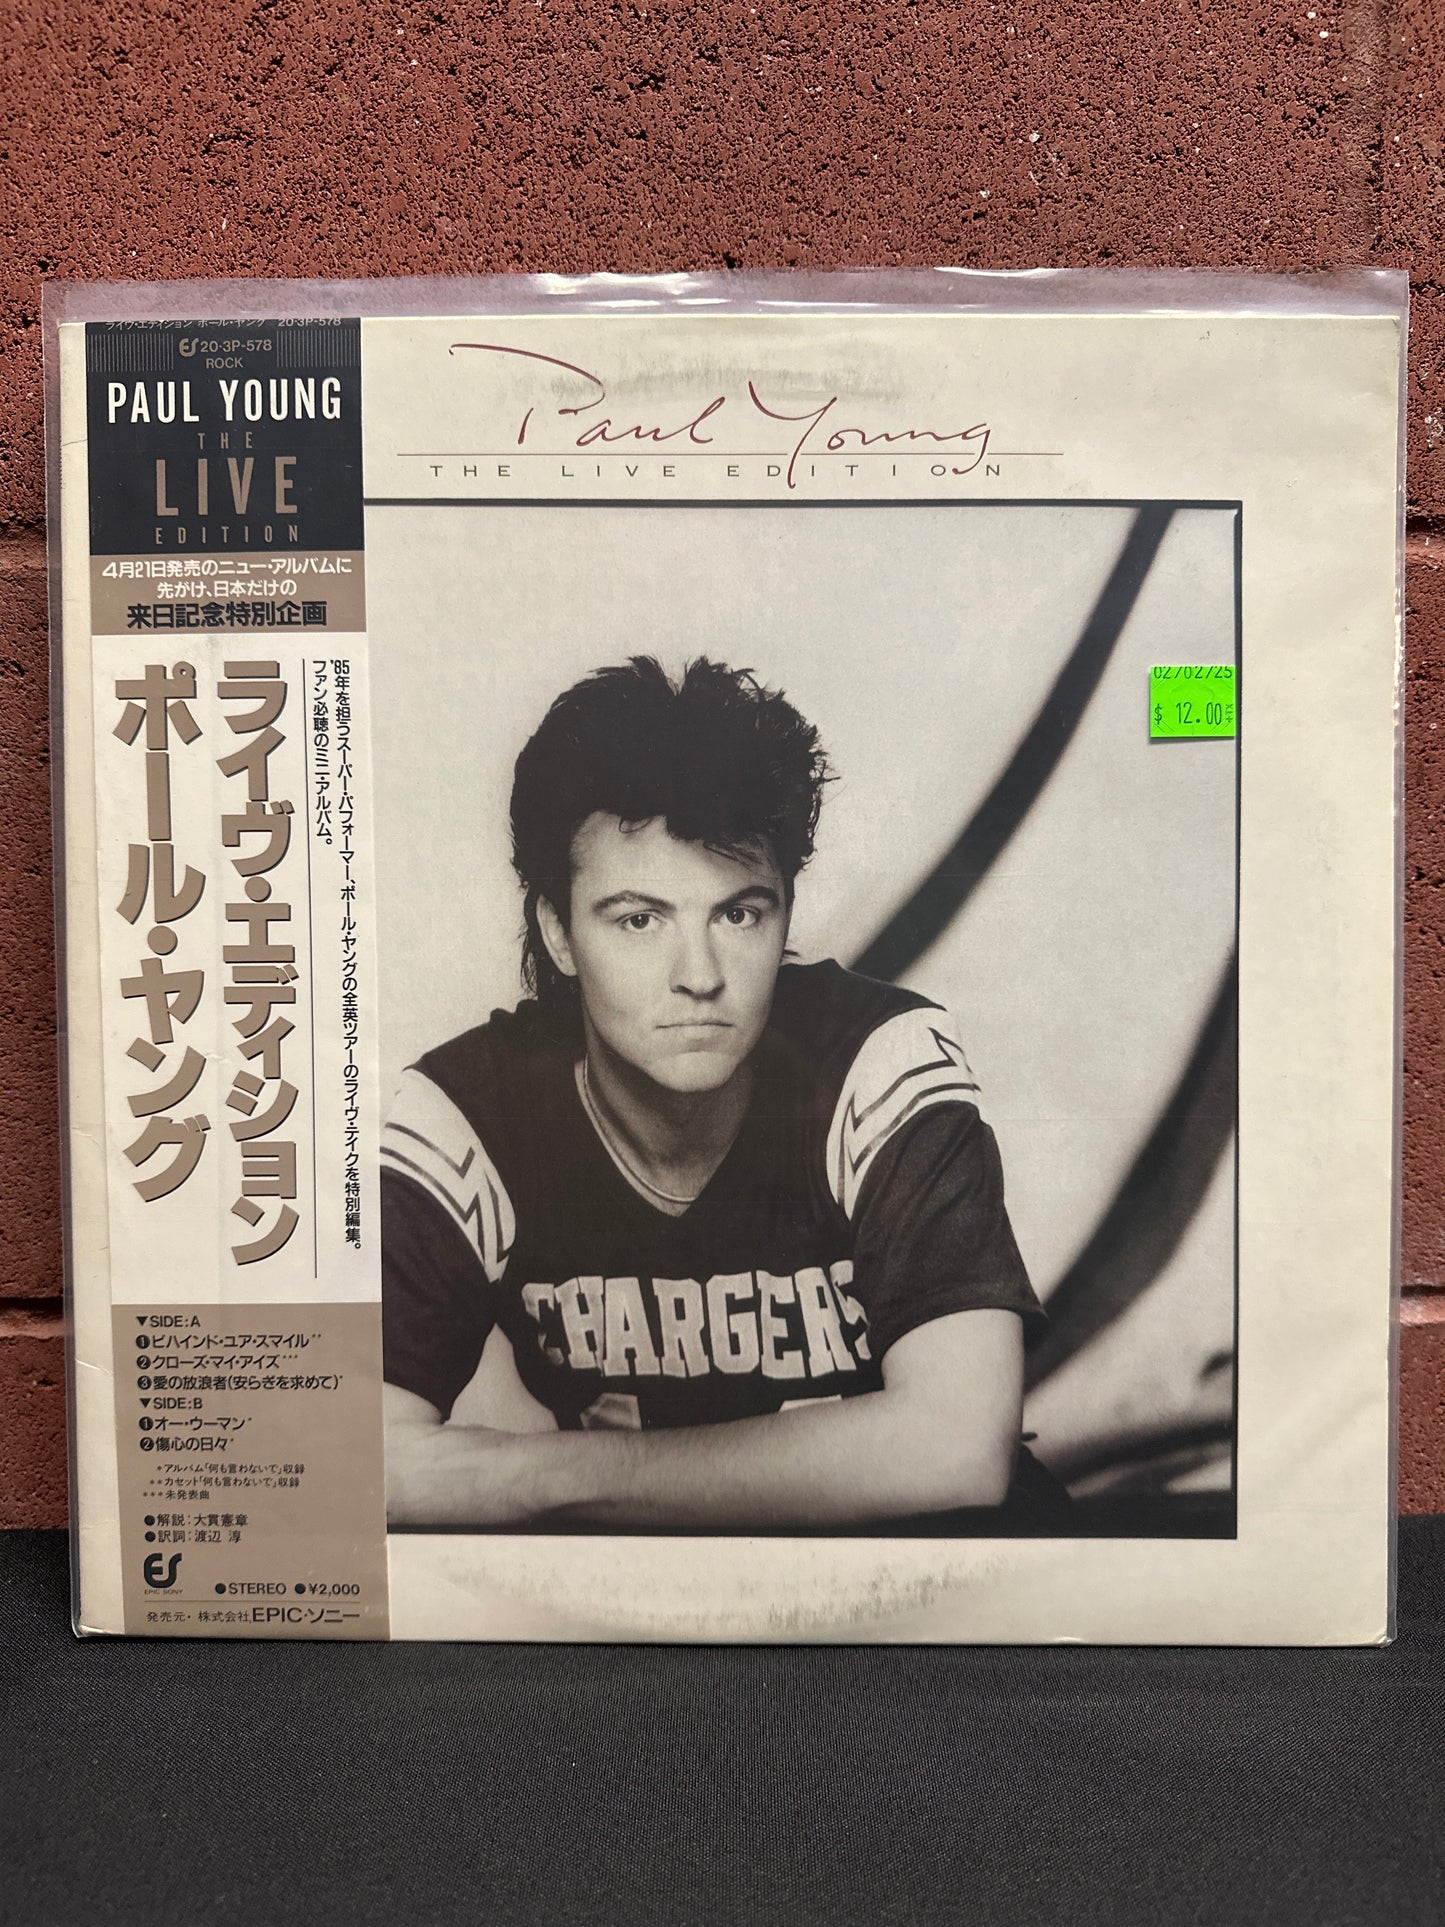 ライヴ・エディション ポール・ヤング 20·3P-578
ES 20·3P-578
ROCK
PAUL YOUNG
THE
LIVE
EDITION
4月21日発売のニュー・アルバムに
先がけ、日本だけの
来日記念特別企画
'85年を担うスーパー・パフォーマー、ポール・ヤングの全英ツアーのライヴ・テイクを特別編集。
ファン必聴のミニ・アルバム。
ライヴ・エディション
ポール・ヤング
▼SIDE:A
❶ビハインド・ユア・スマイル**
❷クローズ・マイ・アイズ***
❸愛の放浪者(安らぎを求めて)*
▼SIDE:B
❶オー・ウーマン*
❷傷心の日々*
*アルバム「何も言わないで」収録
**カセット「何も言わないで」収録
***未発表曲
●解説：大貫憲章
●訳詞：渡辺 淳
ES
EPIC SONY
●STEREO ●¥2,000
発売元・株式会社EPIC・ソニー
Paul Young
THE LIVE EDITION
02/02/25
$ 12.00
CHARGERS